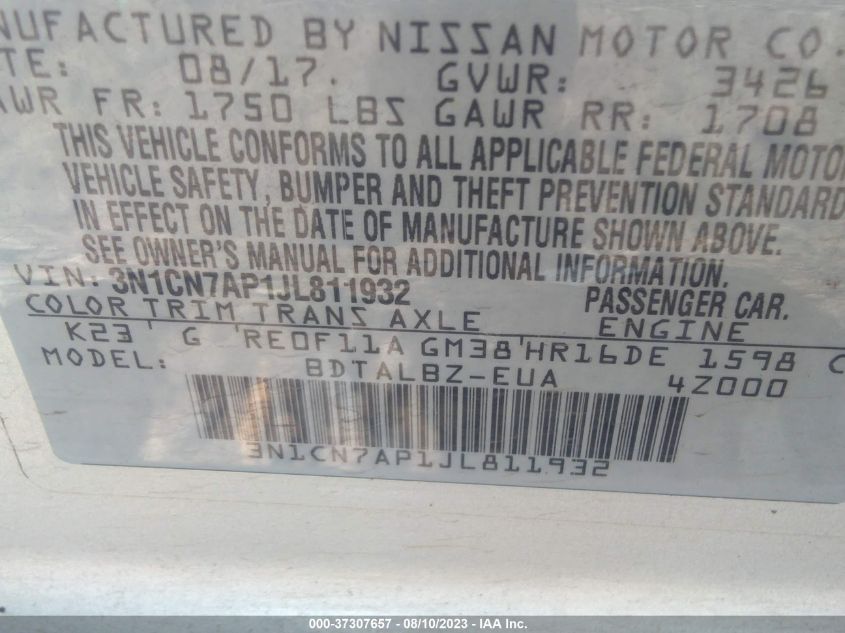 NUFACTURED BY NISSAN MOTOR CO.
TE: 08/17. GVWR: 3426
AWR FR: 1750 LBS GAWR RR: 1708
THIS VEHICLE CONFORMS TO ALL APPLICABLE FEDERAL MOTOR
VEHICLE SAFETY, BUMPER AND THEFT PREVENTION STANDARD
IN EFFECT ON THE DATE OF MANUFACTURE SHOWN ABOVE.
SEE OWNER'S MANUAL FOR ADDITIONAL INFORMATION.
VIN: 3N1CN7AP1JL811932 PASSENGER CAR.
COLOR TRIM TRANS AXLE ENGINE
K23 ' G 'RE0F11A GM38'HR16DE 1598 C
MODEL: BDTALBZ-EUA 4Z000
3N1CN7AP1JL811932
000-37307657 - 08/10/2023 - IAA Inc.